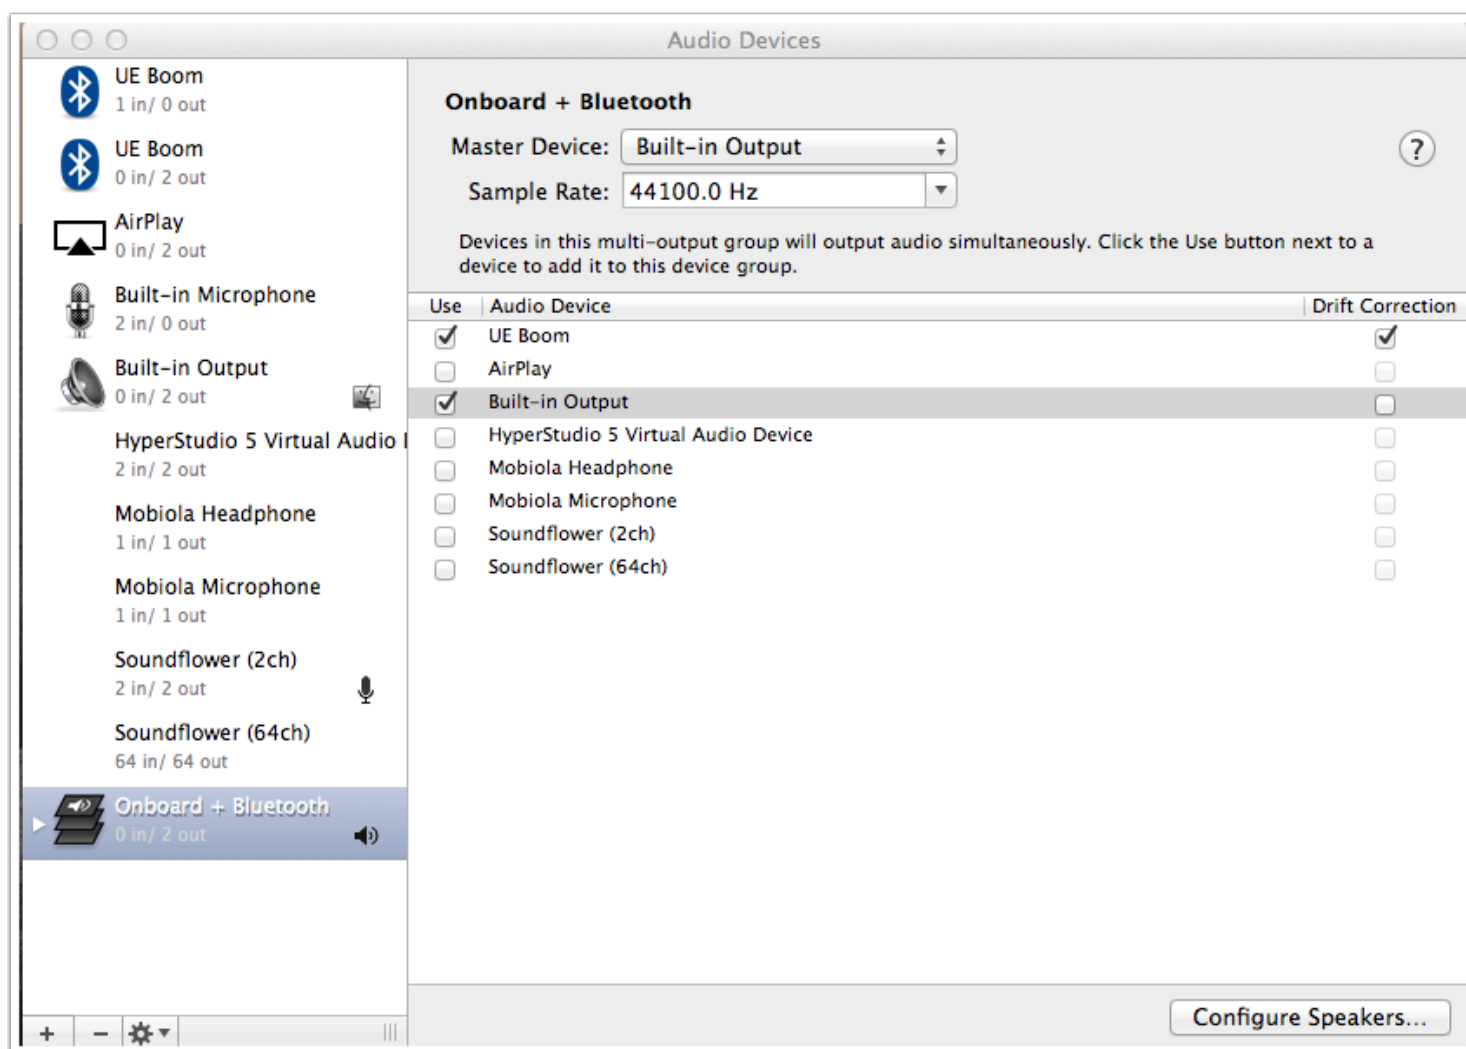 Audio Devices
UE Boom
1 in/ 0 out
UE Boom
0 in/ 2 out
AirPlay
0 in/ 2 out
Built-in Microphone
2 in/ 0 out
Built-in Output
0 in/ 2 out
HyperStudio 5 Virtual Audio
2 in/ 2 out
Mobiola Headphone
1 in/ 1 out
Mobiola Microphone
1 in/ 1 out
Soundflower (2ch)
2 in/ 2 out
Soundflower (64ch)
64 in/ 64 out
Onboard + Bluetooth
0 in/ 2 out
Onboard + Bluetooth
Master Device: Built-in Output
?
Sample Rate: 44100.0 Hz
Devices in this multi-output group will output audio simultaneously. Click the Use button next to a
device to add it to this device group.
Use Audio Device Drift Correction
UE Boom
AirPlay
Built-in Output
HyperStudio 5 Virtual Audio Device
Mobiola Headphone
Mobiola Microphone
Soundflower (2ch)
Soundflower (64ch)
Configure Speakers...